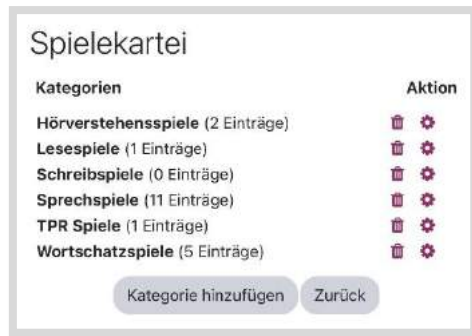 Spielekartei
Kategorien Aktion
Hörverstehensspiele (2 Einträge)
Lesespiele (1 Einträge)
Schreibspiele (0 Einträge)
Sprechspiele (11 Einträge)
TPR Spiele (1 Einträge)
Wortschatzspiele (5 Einträge)
Kategorie hinzufügen Zurück